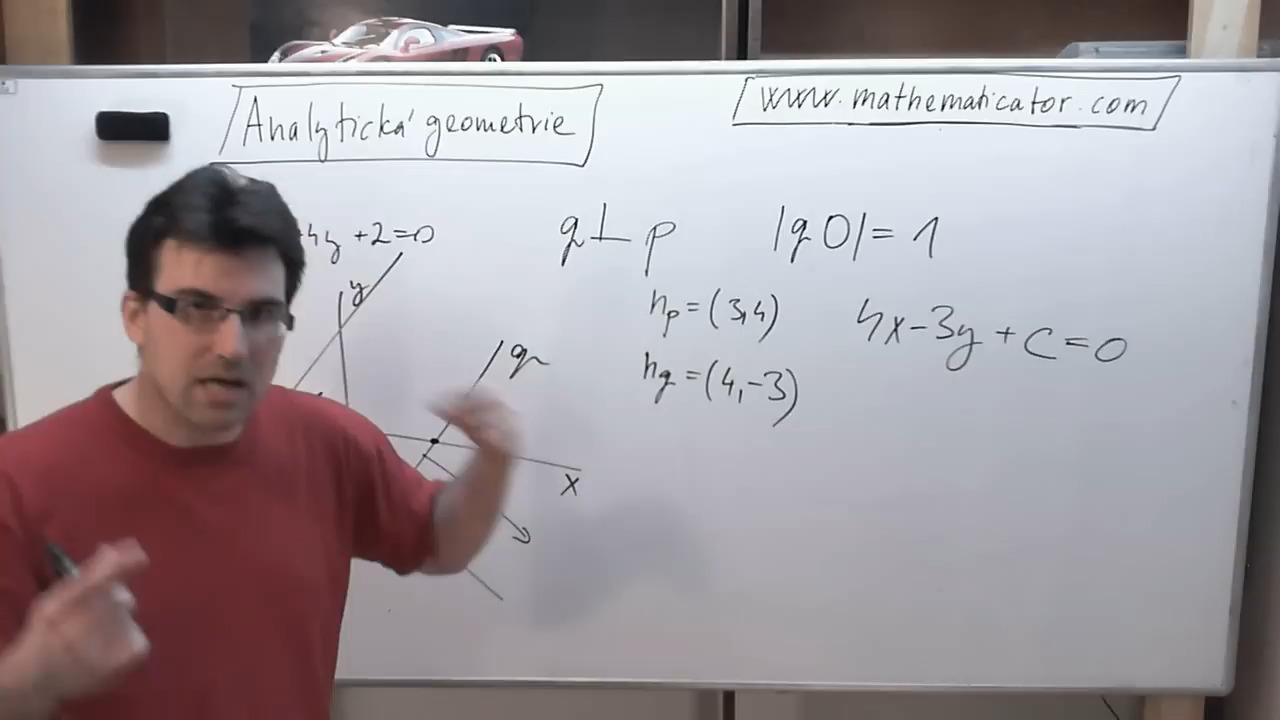 Analytická geometrie
www.mathematicator.com
4y +2=0
q⊥p |qO|= 1
n_p=(3,4) 4x-3y+C=0
n_q=(4,-3)
y
q
x